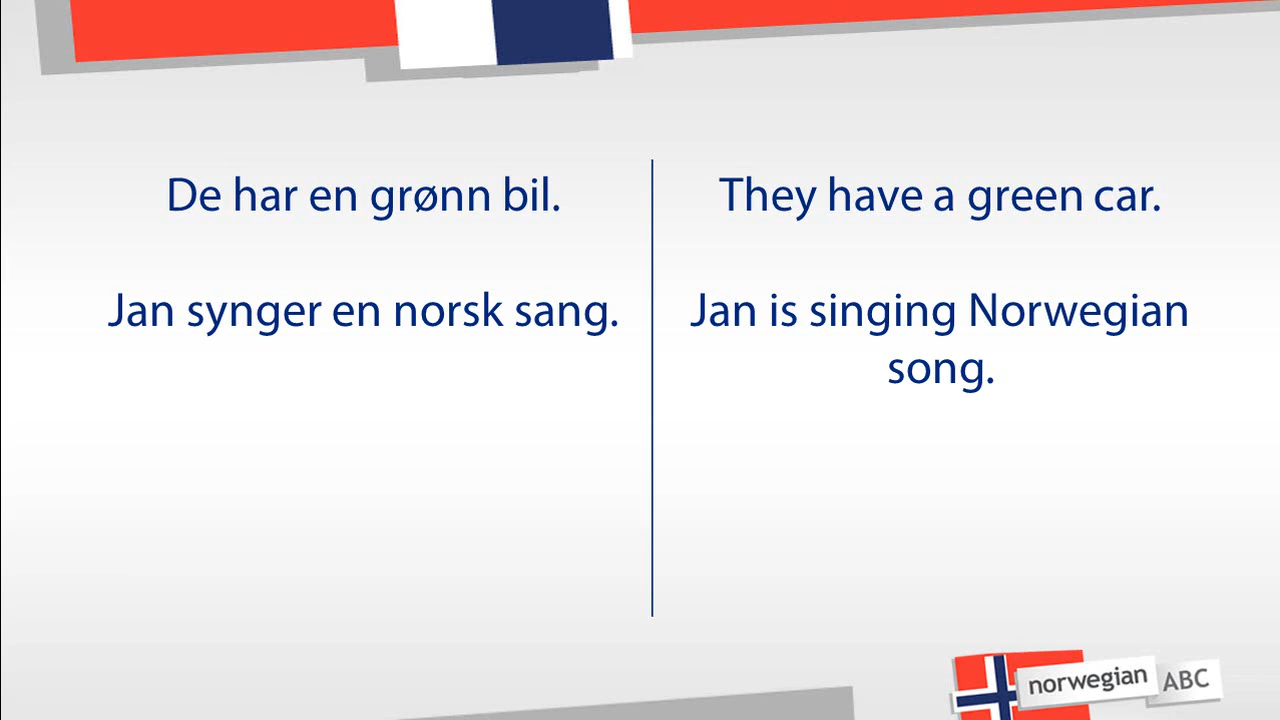 De har en grønn bil.
They have a green car.
Jan synger en norsk sang.
Jan is singing Norwegian
song.
norwegian ABC